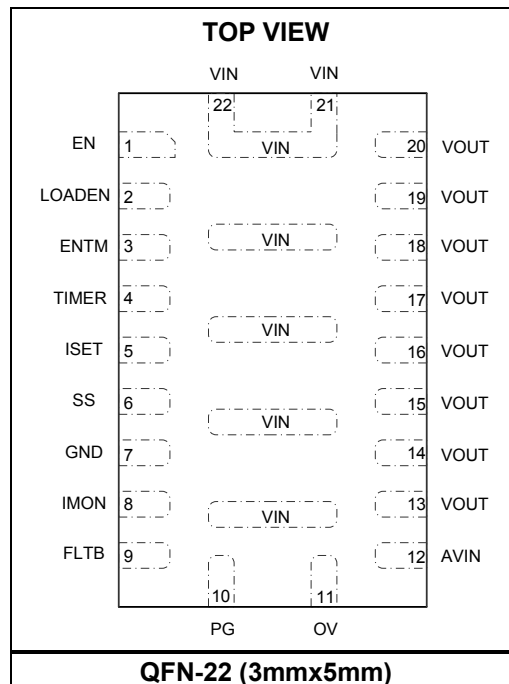 TOP VIEW
VIN VIN
22 21
EN 1 VIN 20 VOUT
LOADEN 2 19 VOUT
ENTM 3 VIN 18 VOUT
TIMER 4 17 VOUT
VIN
ISET 5 16 VOUT
SS 6 15 VOUT
VIN
GND 7 14 VOUT
IMON 8 VIN 13 VOUT
FLTB 9 12 AVIN
10 11
PG OV
QFN-22 (3mmx5mm)